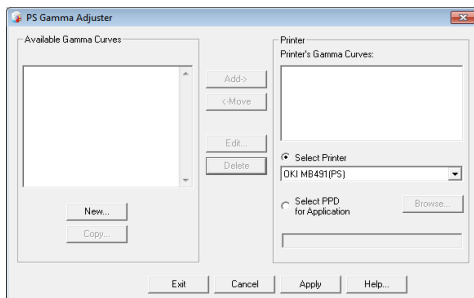 PS Gamma Adjuster
Available Gamma Curves
New...
Copy...
Add->
<-Move
Edit...
Delete
Printer
Printer's Gamma Curves:
Select Printer
OKI MB491(PS)
Select PPD
for Application
Browse...
Exit
Cancel
Apply
Help...